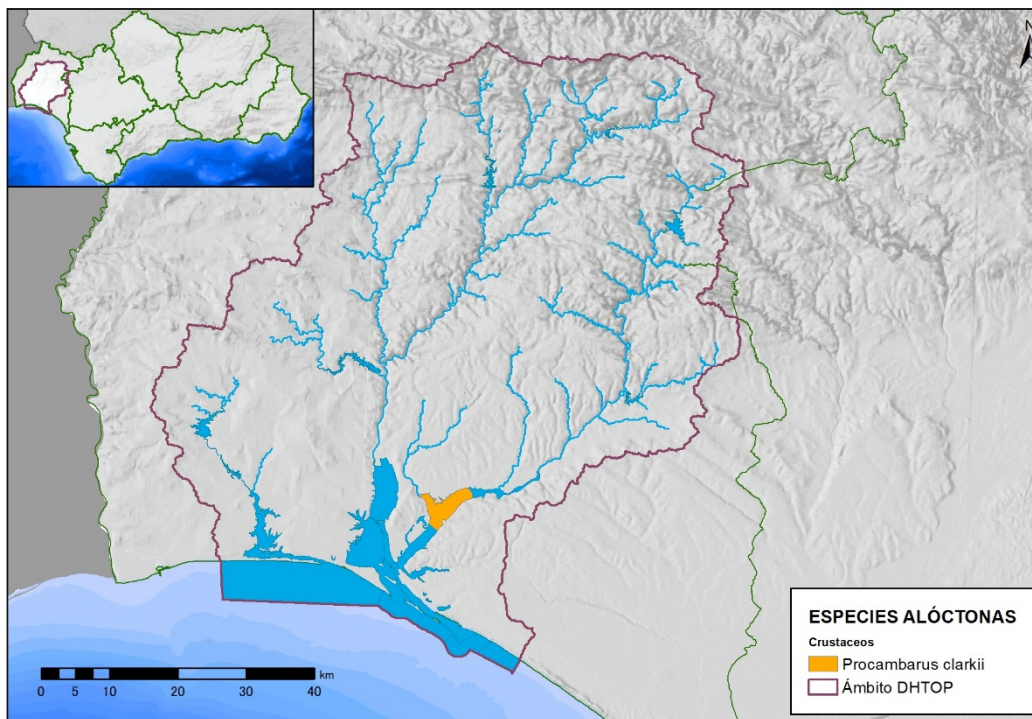 N
ESPECIES ALÓCTONAS
Crustaceos
Procambarus clarkii
Ámbito DHTOP
0 5 10 20 30 40 km